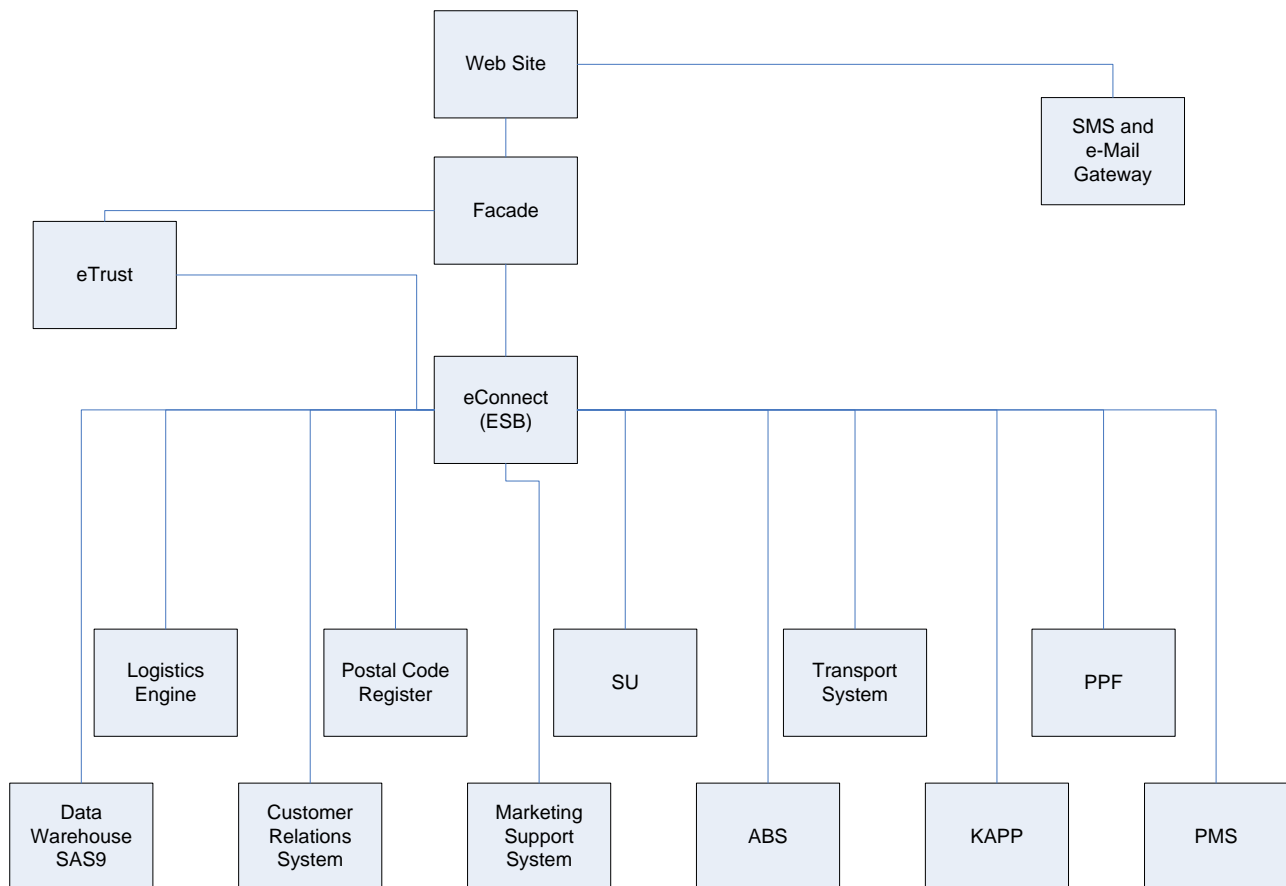 Web Site
SMS and
e-Mail
Gateway
Facade
eTrust
eConnect
(ESB)
Logistics
Engine
Postal Code
Register
SU
Transport
System
PPF
Data
Warehouse
SAS9
Customer
Relations
System
Marketing
Support
System
ABS
KAPP
PMS